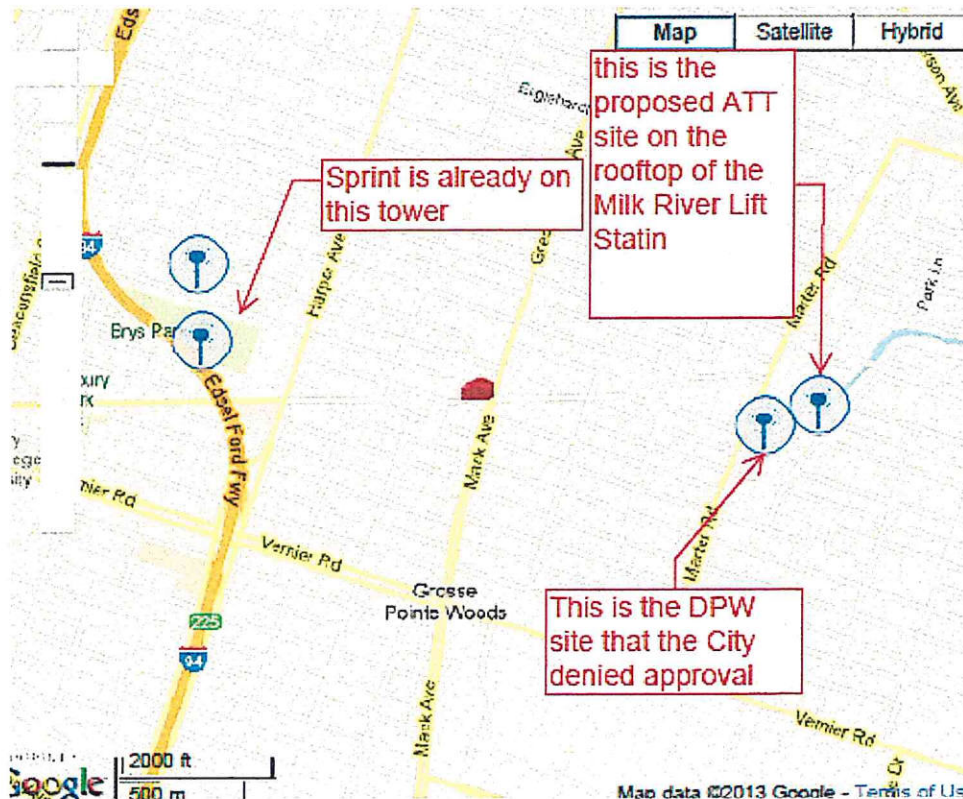 Map Satellite Hybrid
this is the
proposed ATT
site on the
rooftop of the
Milk River Lift
Statin
Sprint is already on
this tower
Harper Ave
Marter Rd
Park Ln
94
Edsel Ford Fwy
Mack Ave
Vernier Rd
Vernier Rd
Marter Rd
Grosse
Pointe Woods
225
94
This is the DPW
site that the City
denied approval
Mack Ave
Vernier Rd
2000 ft
500 m
Google
Map data ©2013 Google - Terms of Us